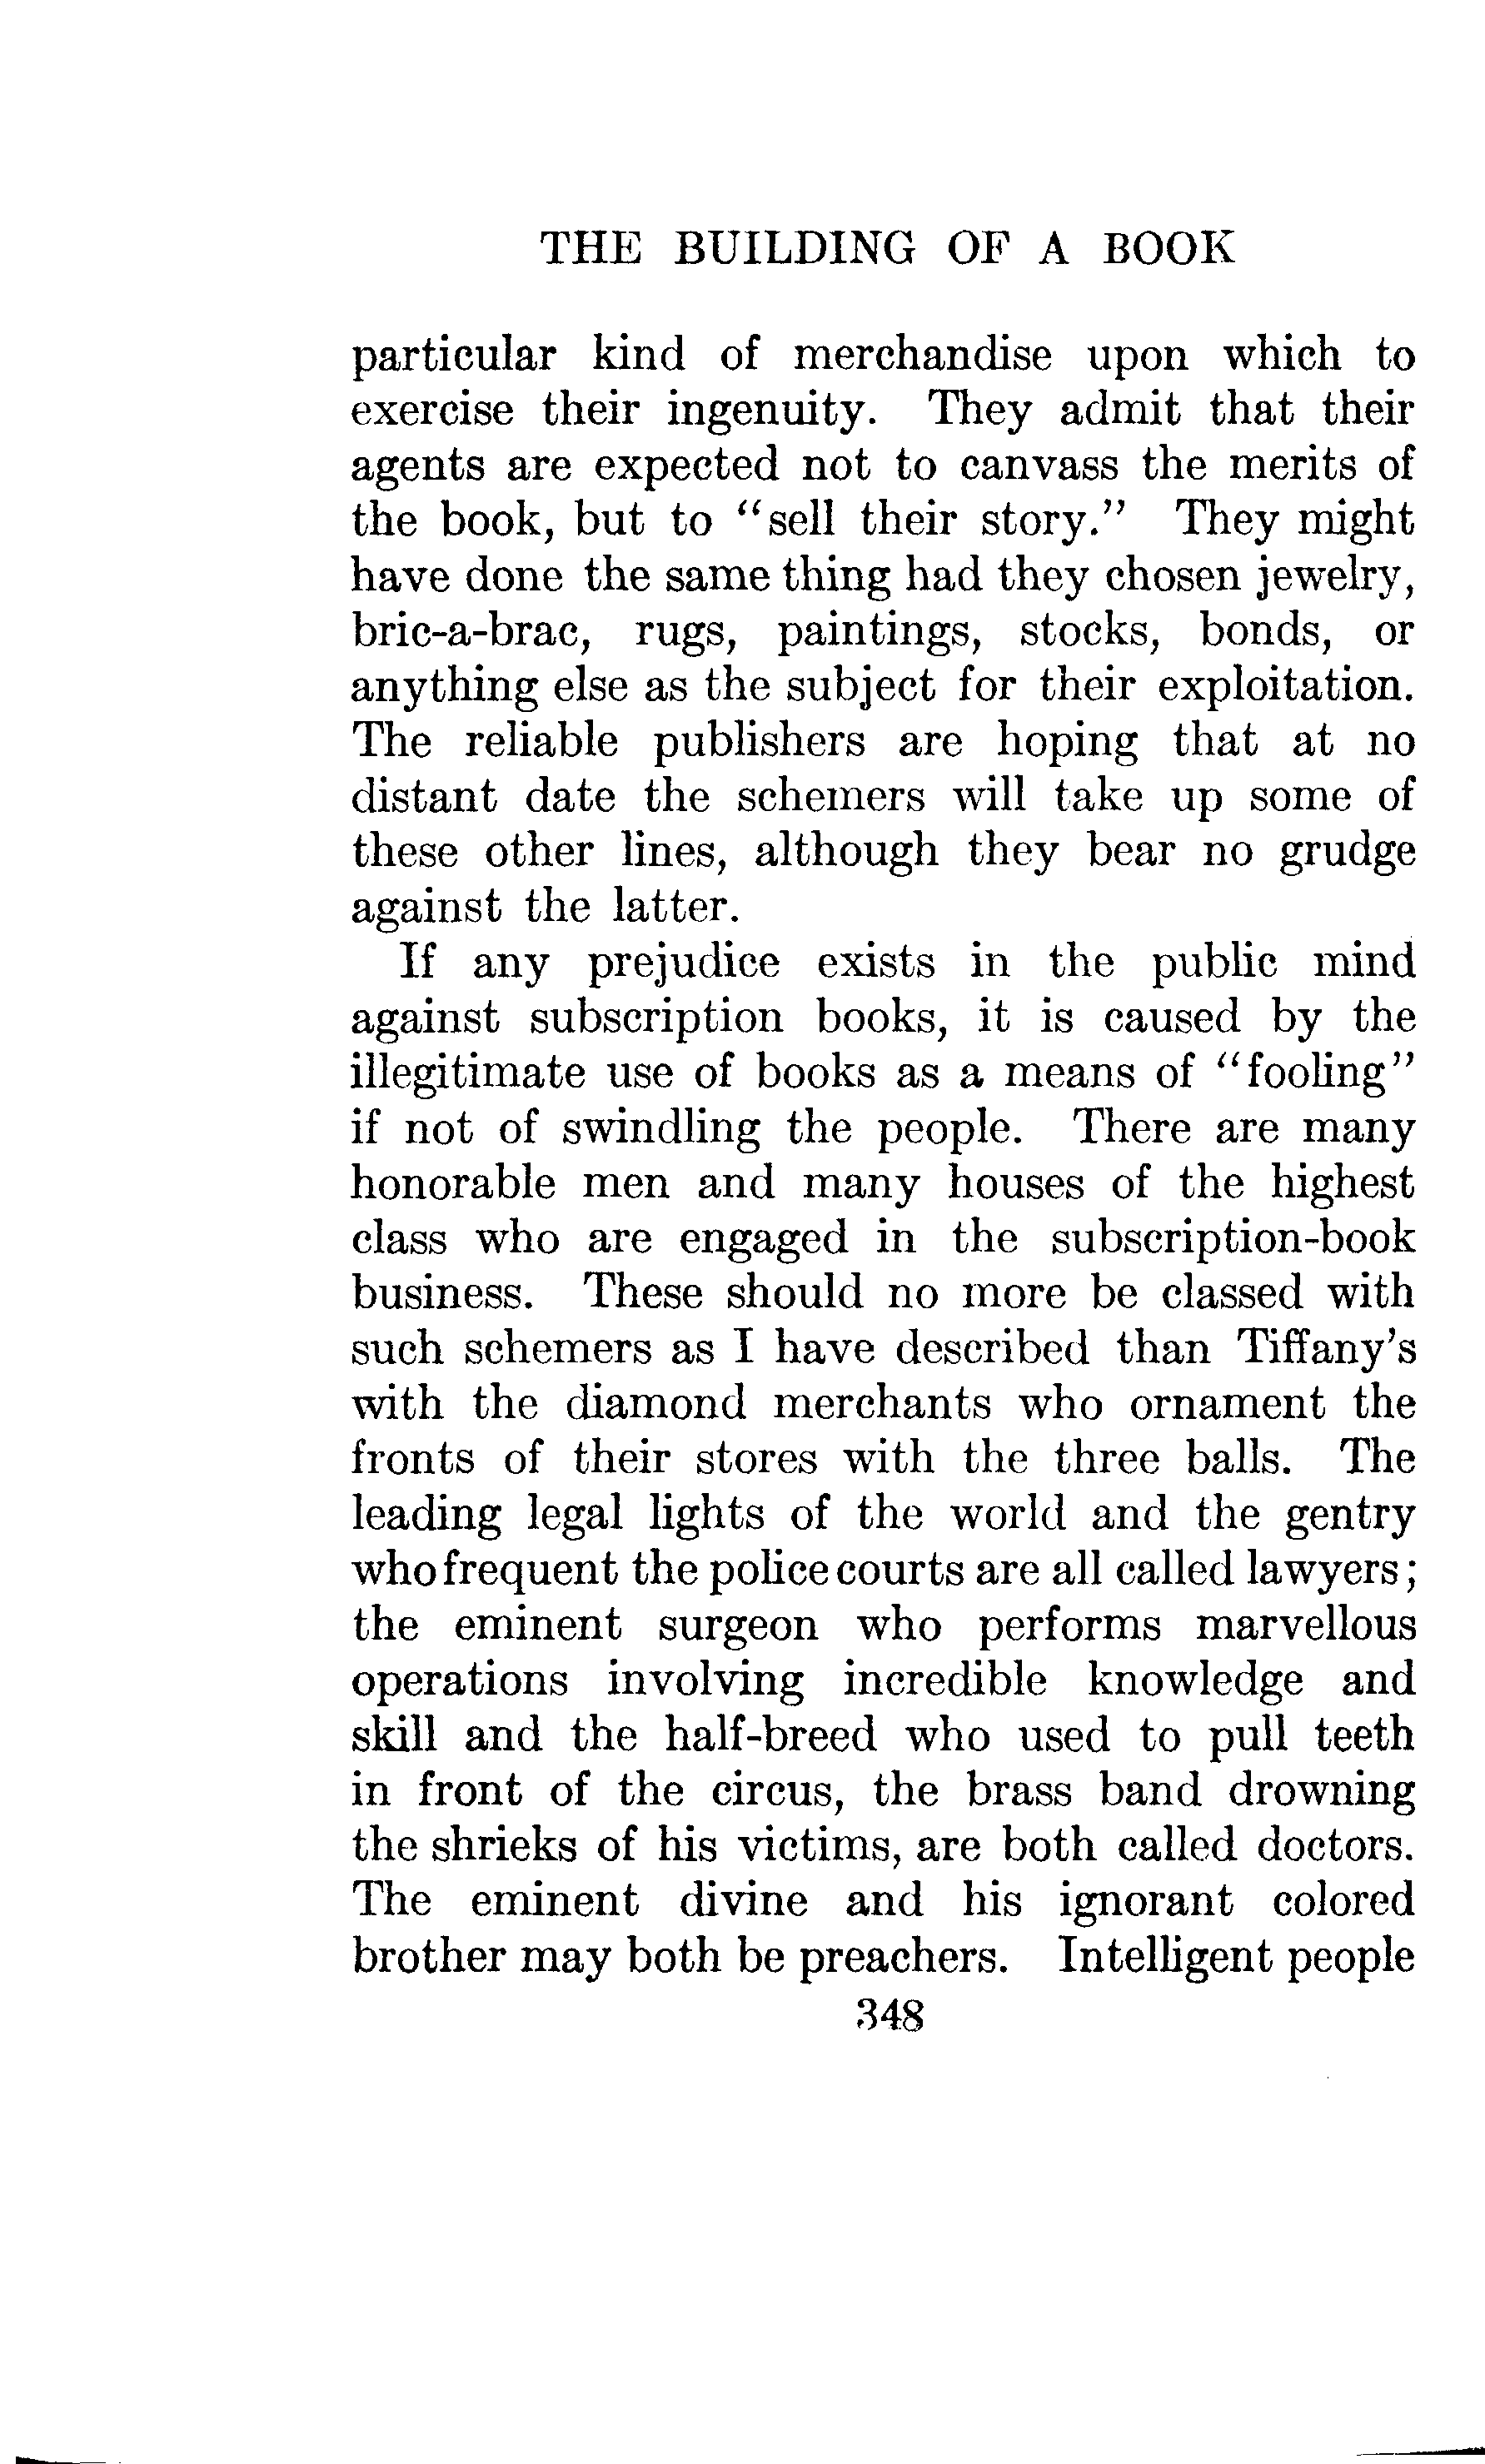 THE BUILDING OF A BOOK
particular kind of merchandise upon which to
exercise their ingenuity. They admit that their
agents are expected not to canvass the merits of
the book, but to "sell their story." They might
have done the same thing had they chosen jewelry,
bric-a-brac, rugs, paintings, stocks, bonds, or
anything else as the subject for their exploitation.
The reliable publishers are hoping that at no
distant date the schemers will take up some of
these other lines, although they bear no grudge
against the latter.
If any prejudice exists in the public mind
against subscription books, it is caused by the
illegitimate use of books as a means of "fooling"
if not of swindling the people. There are many
honorable men and many houses of the highest
class who are engaged in the subscription-book
business. These should no more be classed with
such schemers as I have described than Tiffany's
with the diamond merchants who ornament the
fronts of their stores with the three balls. The
leading legal lights of the world and the gentry
who frequent the police courts are all called lawyers;
the eminent surgeon who performs marvellous
operations involving incredible knowledge and
skill and the half-breed who used to pull teeth
in front of the circus, the brass band drowning
the shrieks of his victims, are both called doctors.
The eminent divine and his ignorant colored
brother may both be preachers. Intelligent people
348